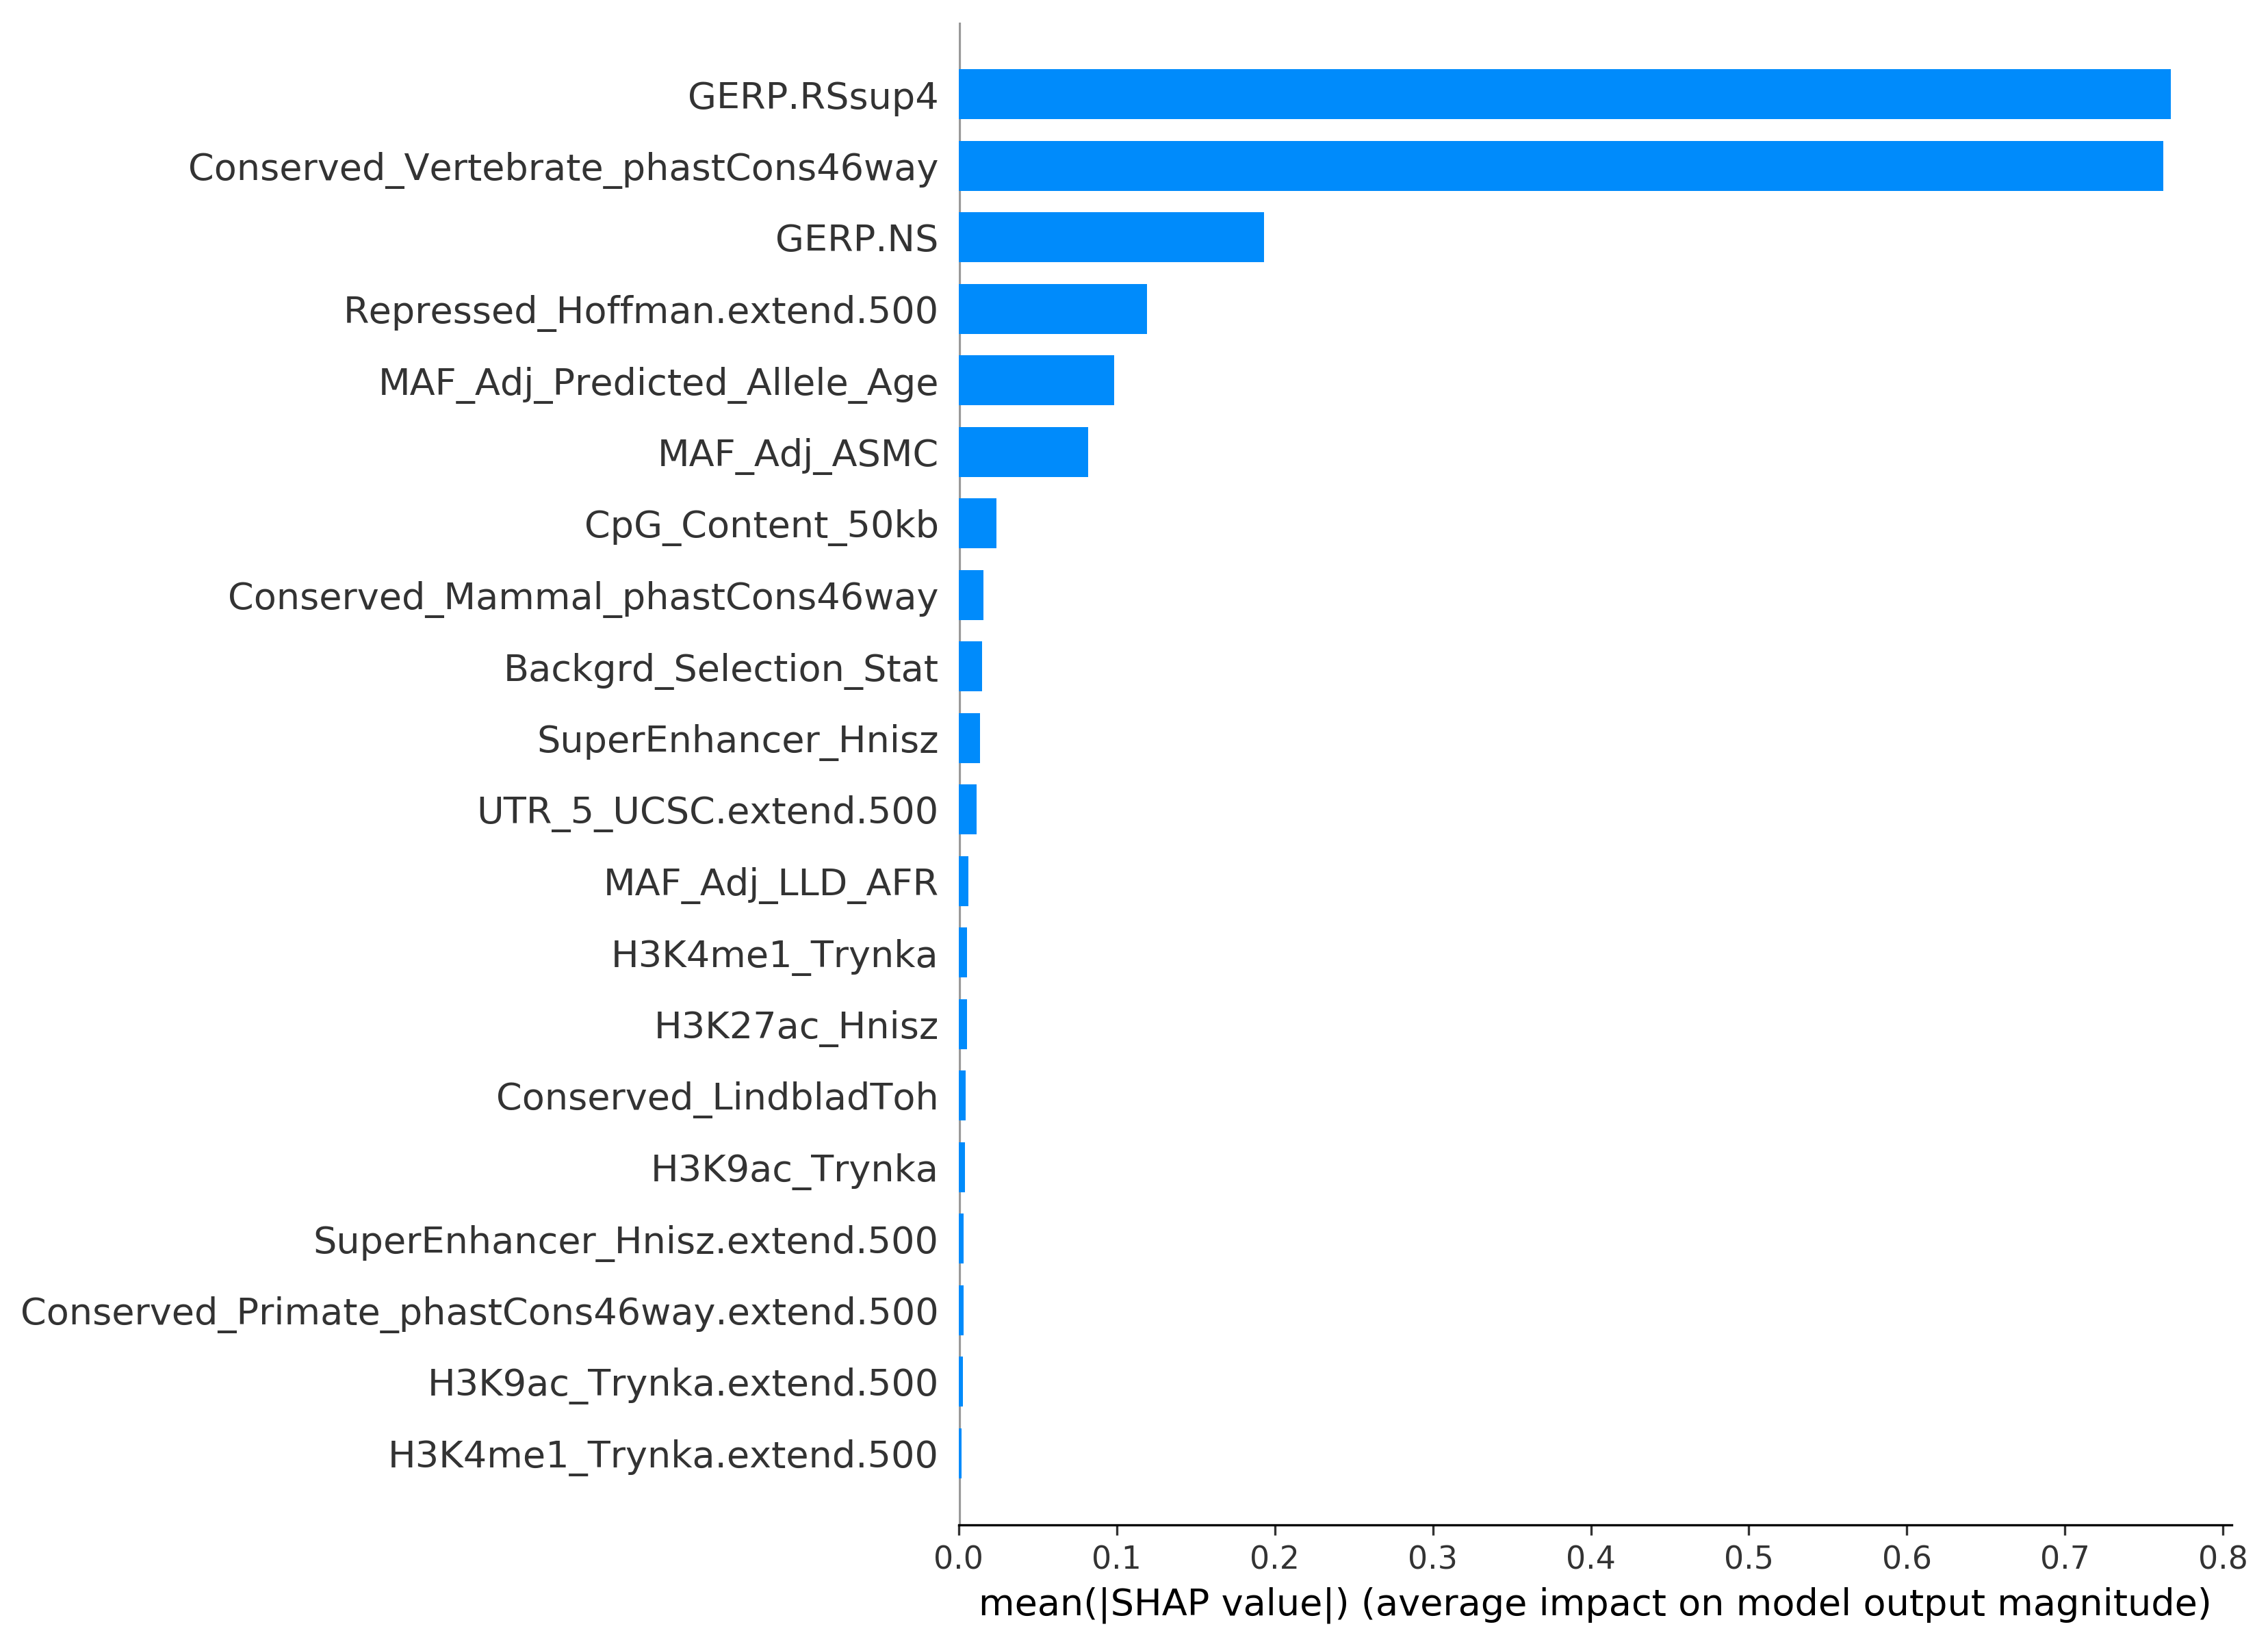 GERP.RSsup4
Conserved_Vertebrate_phastCons46way
GERP.NS
Repressed_Hoffman.extend.500
MAF_Adj_Predicted_Allele_Age
MAF_Adj_ASMC
CpG_Content_50kb
Conserved_Mammal_phastCons46way
Backgrd_Selection_Stat
SuperEnhancer_Hnisz
UTR_5_UCSC.extend.500
MAF_Adj_LLD_AFR
H3K4me1_Trynka
H3K27ac_Hnisz
Conserved_LindbladToh
H3K9ac_Trynka
SuperEnhancer_Hnisz.extend.500
Conserved_Primate_phastCons46way.extend.500
H3K9ac_Trynka.extend.500
H3K4me1_Trynka.extend.500
0.0 0.1 0.2 0.3 0.4 0.5 0.6 0.7 0.8
mean(|SHAP value|) (average impact on model output magnitude)